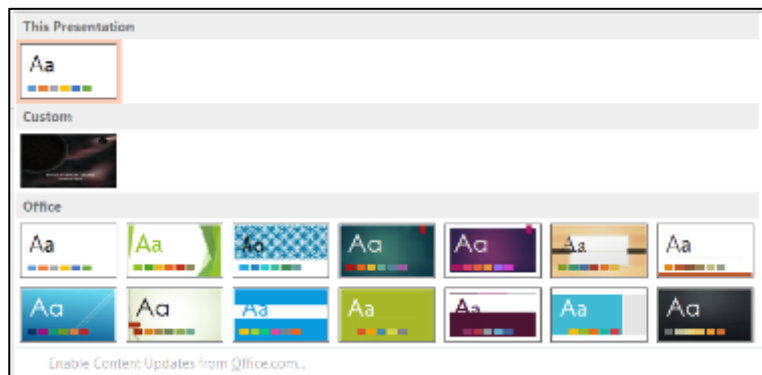 This Presentation
Aa
Custom
Office
Aa Aa Aa Aa Aa Aa Aa
Aa Aa Aa Aa Aa Aa Aa
Enable Content Updates from Office.com...